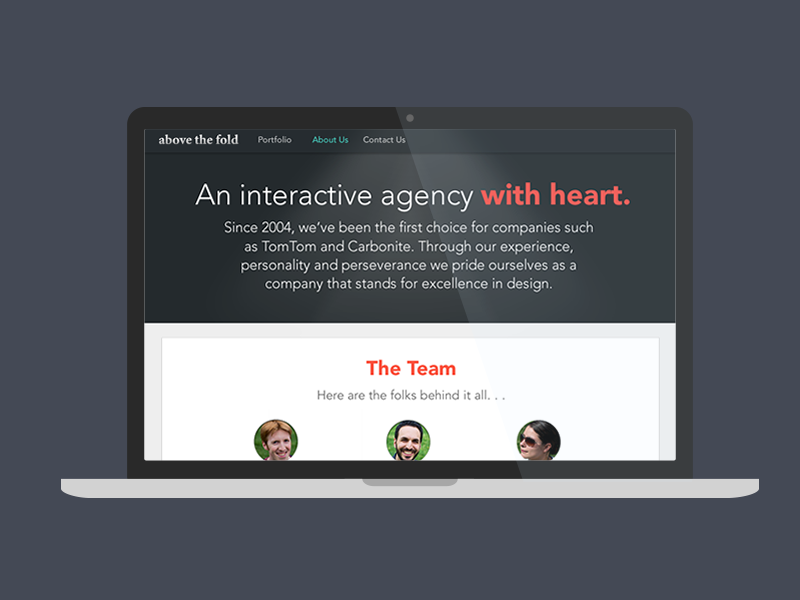 above the fold Portfolio About Us Contact Us
An interactive agency with heart.
Since 2004, we've been the first choice for companies such
as TomTom and Carbonite. Through our experience,
personality and perseverance we pride ourselves as a
company that stands for excellence in design.
The Team
Here are the folks behind it all. . .